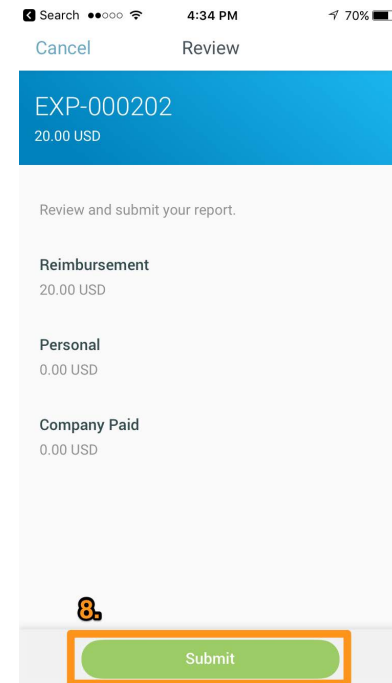 Search 4:34 PM 70%
Cancel Review
EXP-000202
20.00 USD
Review and submit your report.
Reimbursement
20.00 USD
Personal
0.00 USD
Company Paid
0.00 USD
8.
Submit